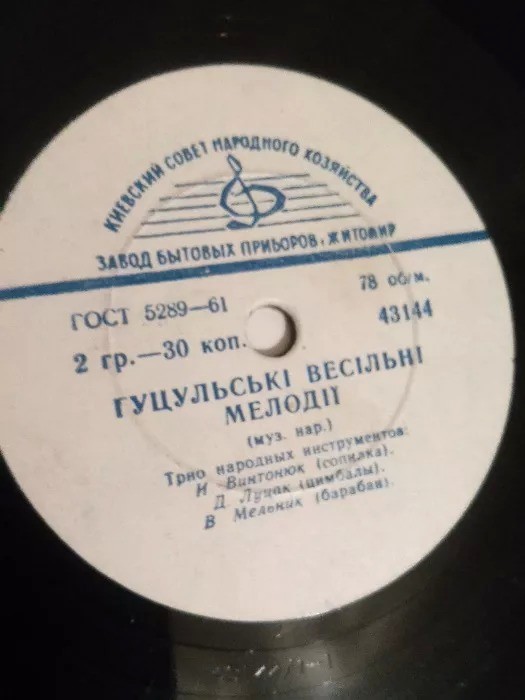 КИЕВСКИЙ СОВЕТ НАРОДНОГО ХОЗЯЙСТВА
ЗАВОД БЫТОВЫХ ПРИБОРОВ, ЖИТОМИР
ГОСТ 5289—61
78 об/м.
2 гр.—30 коп.
43144
ГУЦУЛЬСЬКІ ВЕСІЛЬНІ
МЕЛОДІЇ
(муз. нар.)
Трио народных инструментов:
И Винтонюк (сопилка).
Д Луцак (цимбалы).
В Мельник (барабан).